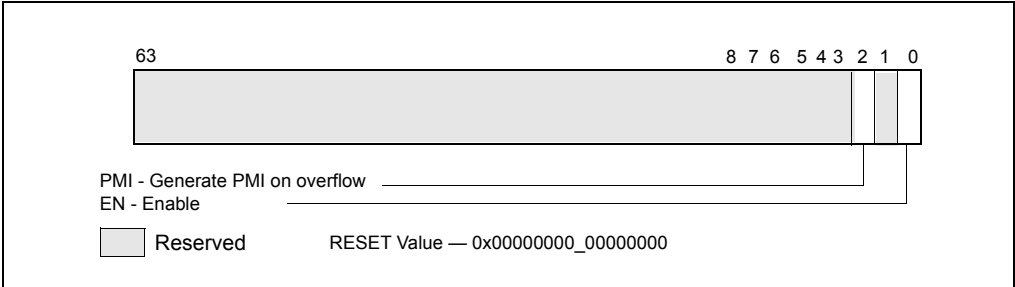 63 8 7 6 5 4 3 2 1 0
PMI - Generate PMI on overflow
EN - Enable
Reserved RESET Value — 0x00000000_00000000